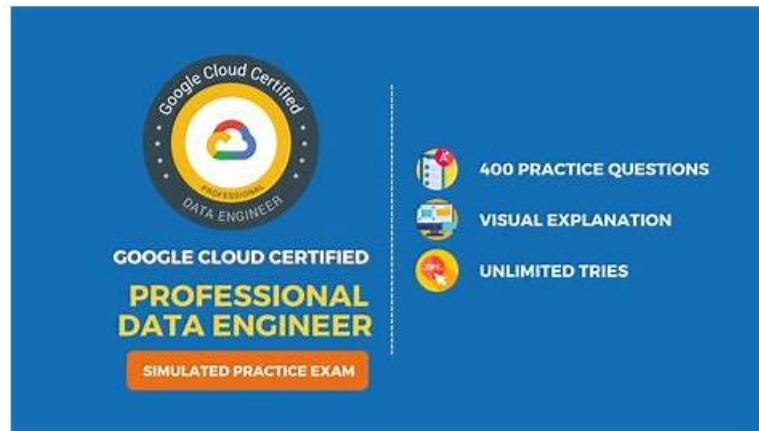 Google Cloud Certified
PROFESSIONAL
DATA ENGINEER
GOOGLE CLOUD CERTIFIED
PROFESSIONAL
DATA ENGINEER
SIMULATED PRACTICE EXAM
400 PRACTICE QUESTIONS
VISUAL EXPLANATION
UNLIMITED TRIES